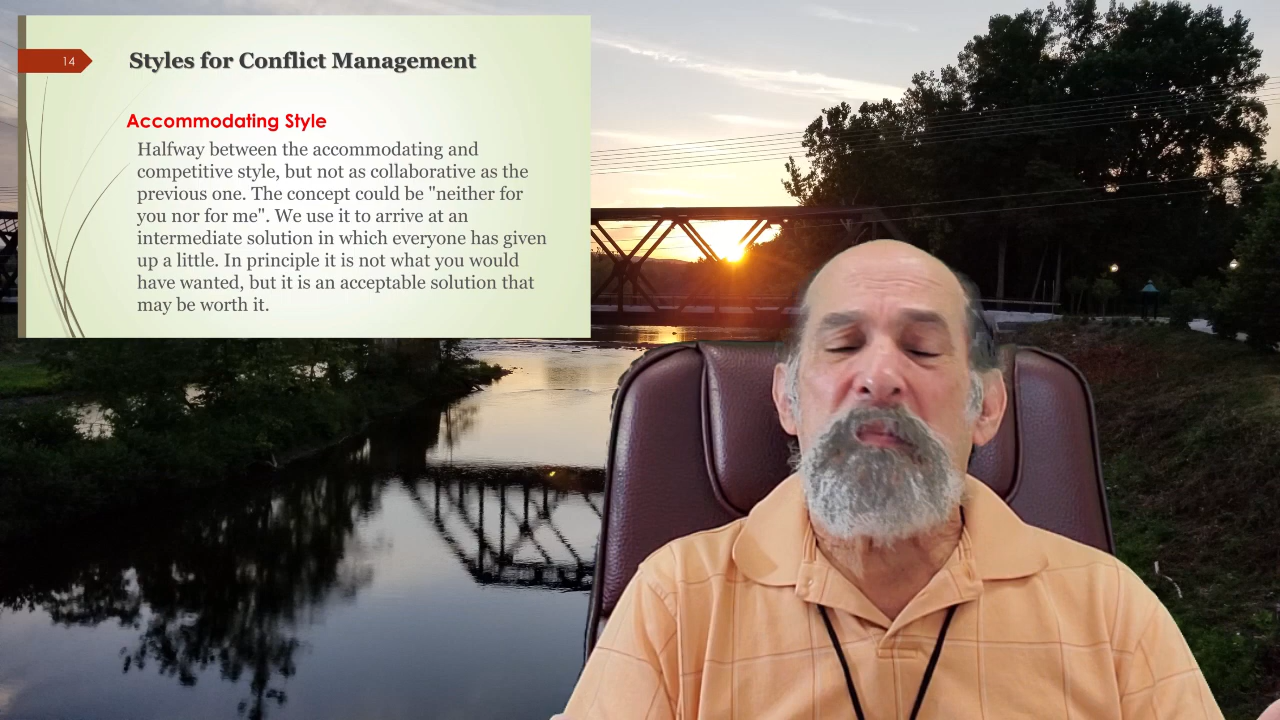 14
Styles for Conflict Management
Accommodating Style
Halfway between the accommodating and
competitive style, but not as collaborative as the
previous one. The concept could be "neither for
you nor for me". We use it to arrive at an
intermediate solution in which everyone has given
up a little. In principle it is not what you would
have wanted, but it is an acceptable solution that
may be worth it.